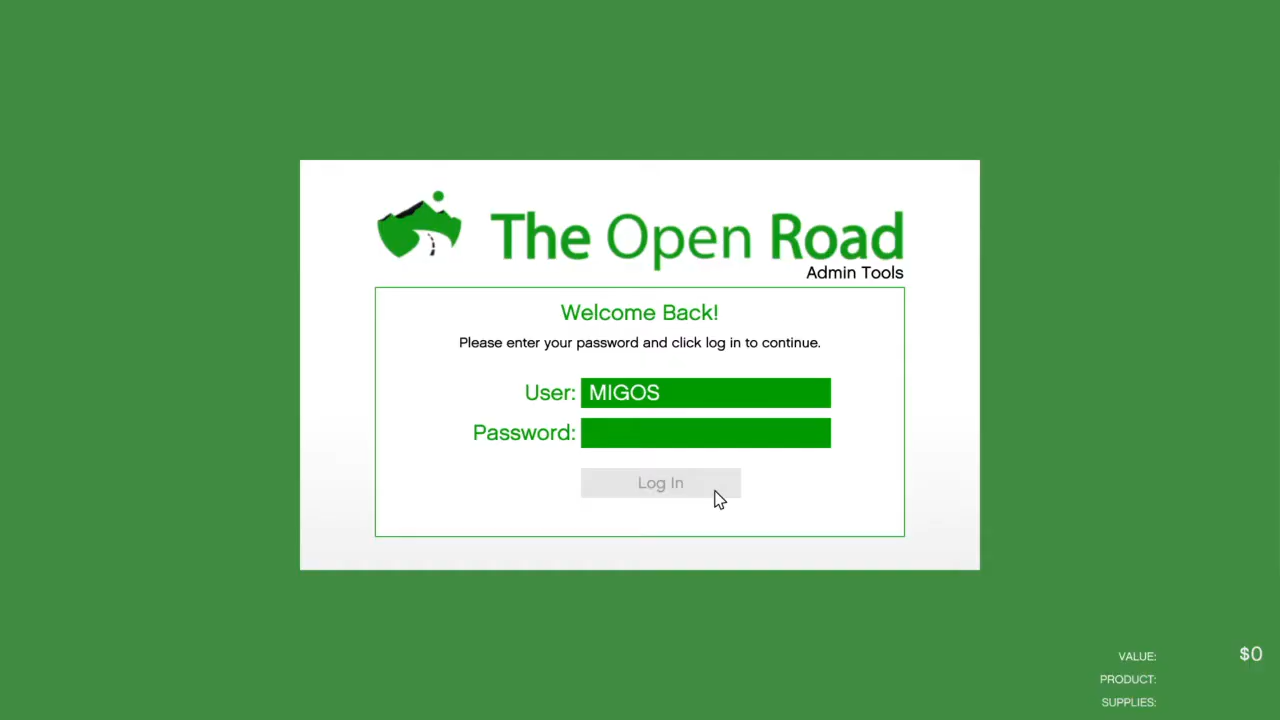 The Open Road
Admin Tools
Welcome Back!
Please enter your password and click log in to continue.
User: MIGOS
Password:
Log In
VALUE: $0
PRODUCT:
SUPPLIES: